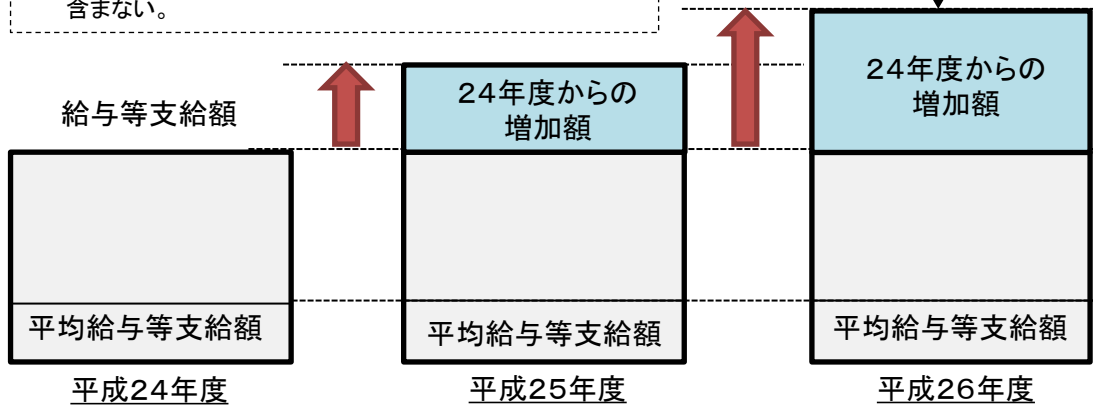 含まない。
24年度からの
増加額
24年度からの
増加額
給与等支給額
平均給与等支給額
平均給与等支給額
平均給与等支給額
平成24年度
平成25年度
平成26年度